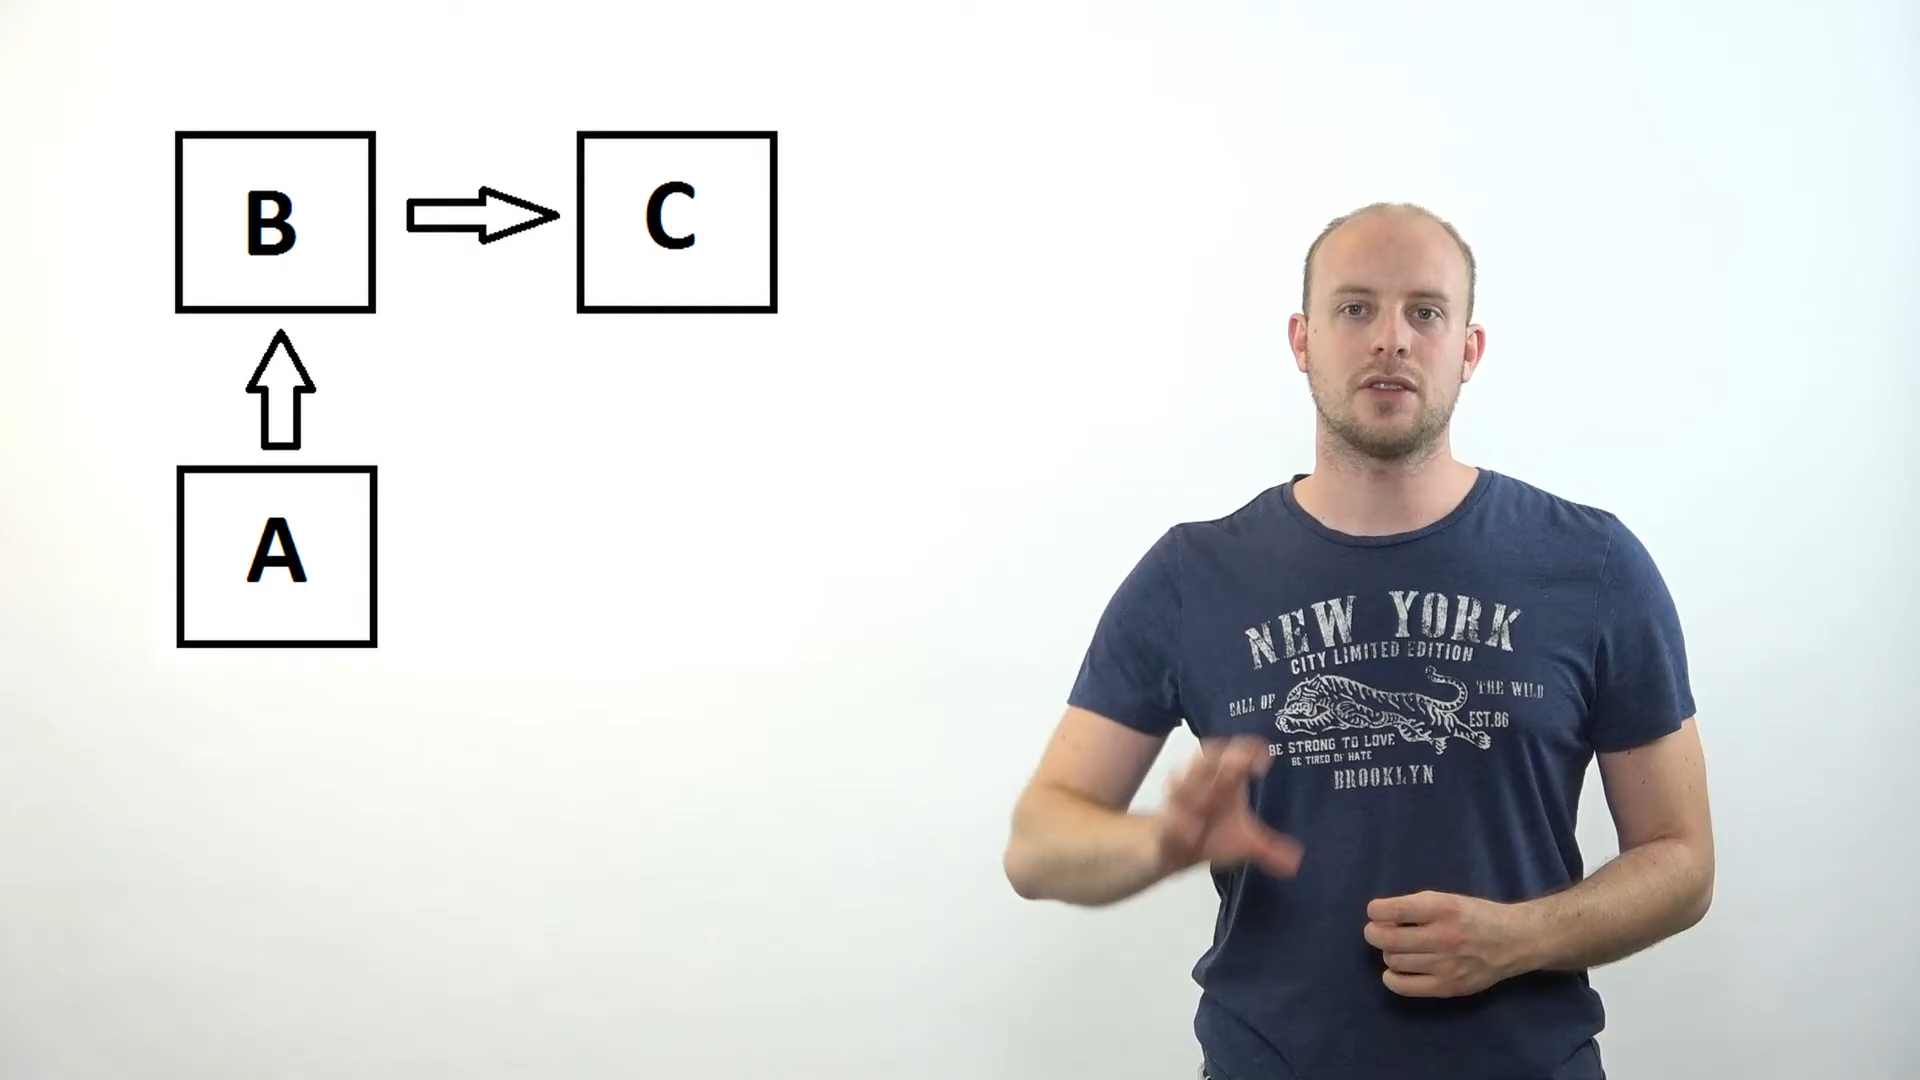 B
C
A
NEW YORK
CITY LIMITED EDITION
CALL OF
THE WILD
EST.86
BE STRONG TO LOVE
BE TIRED OF HATE
BROOKLYN